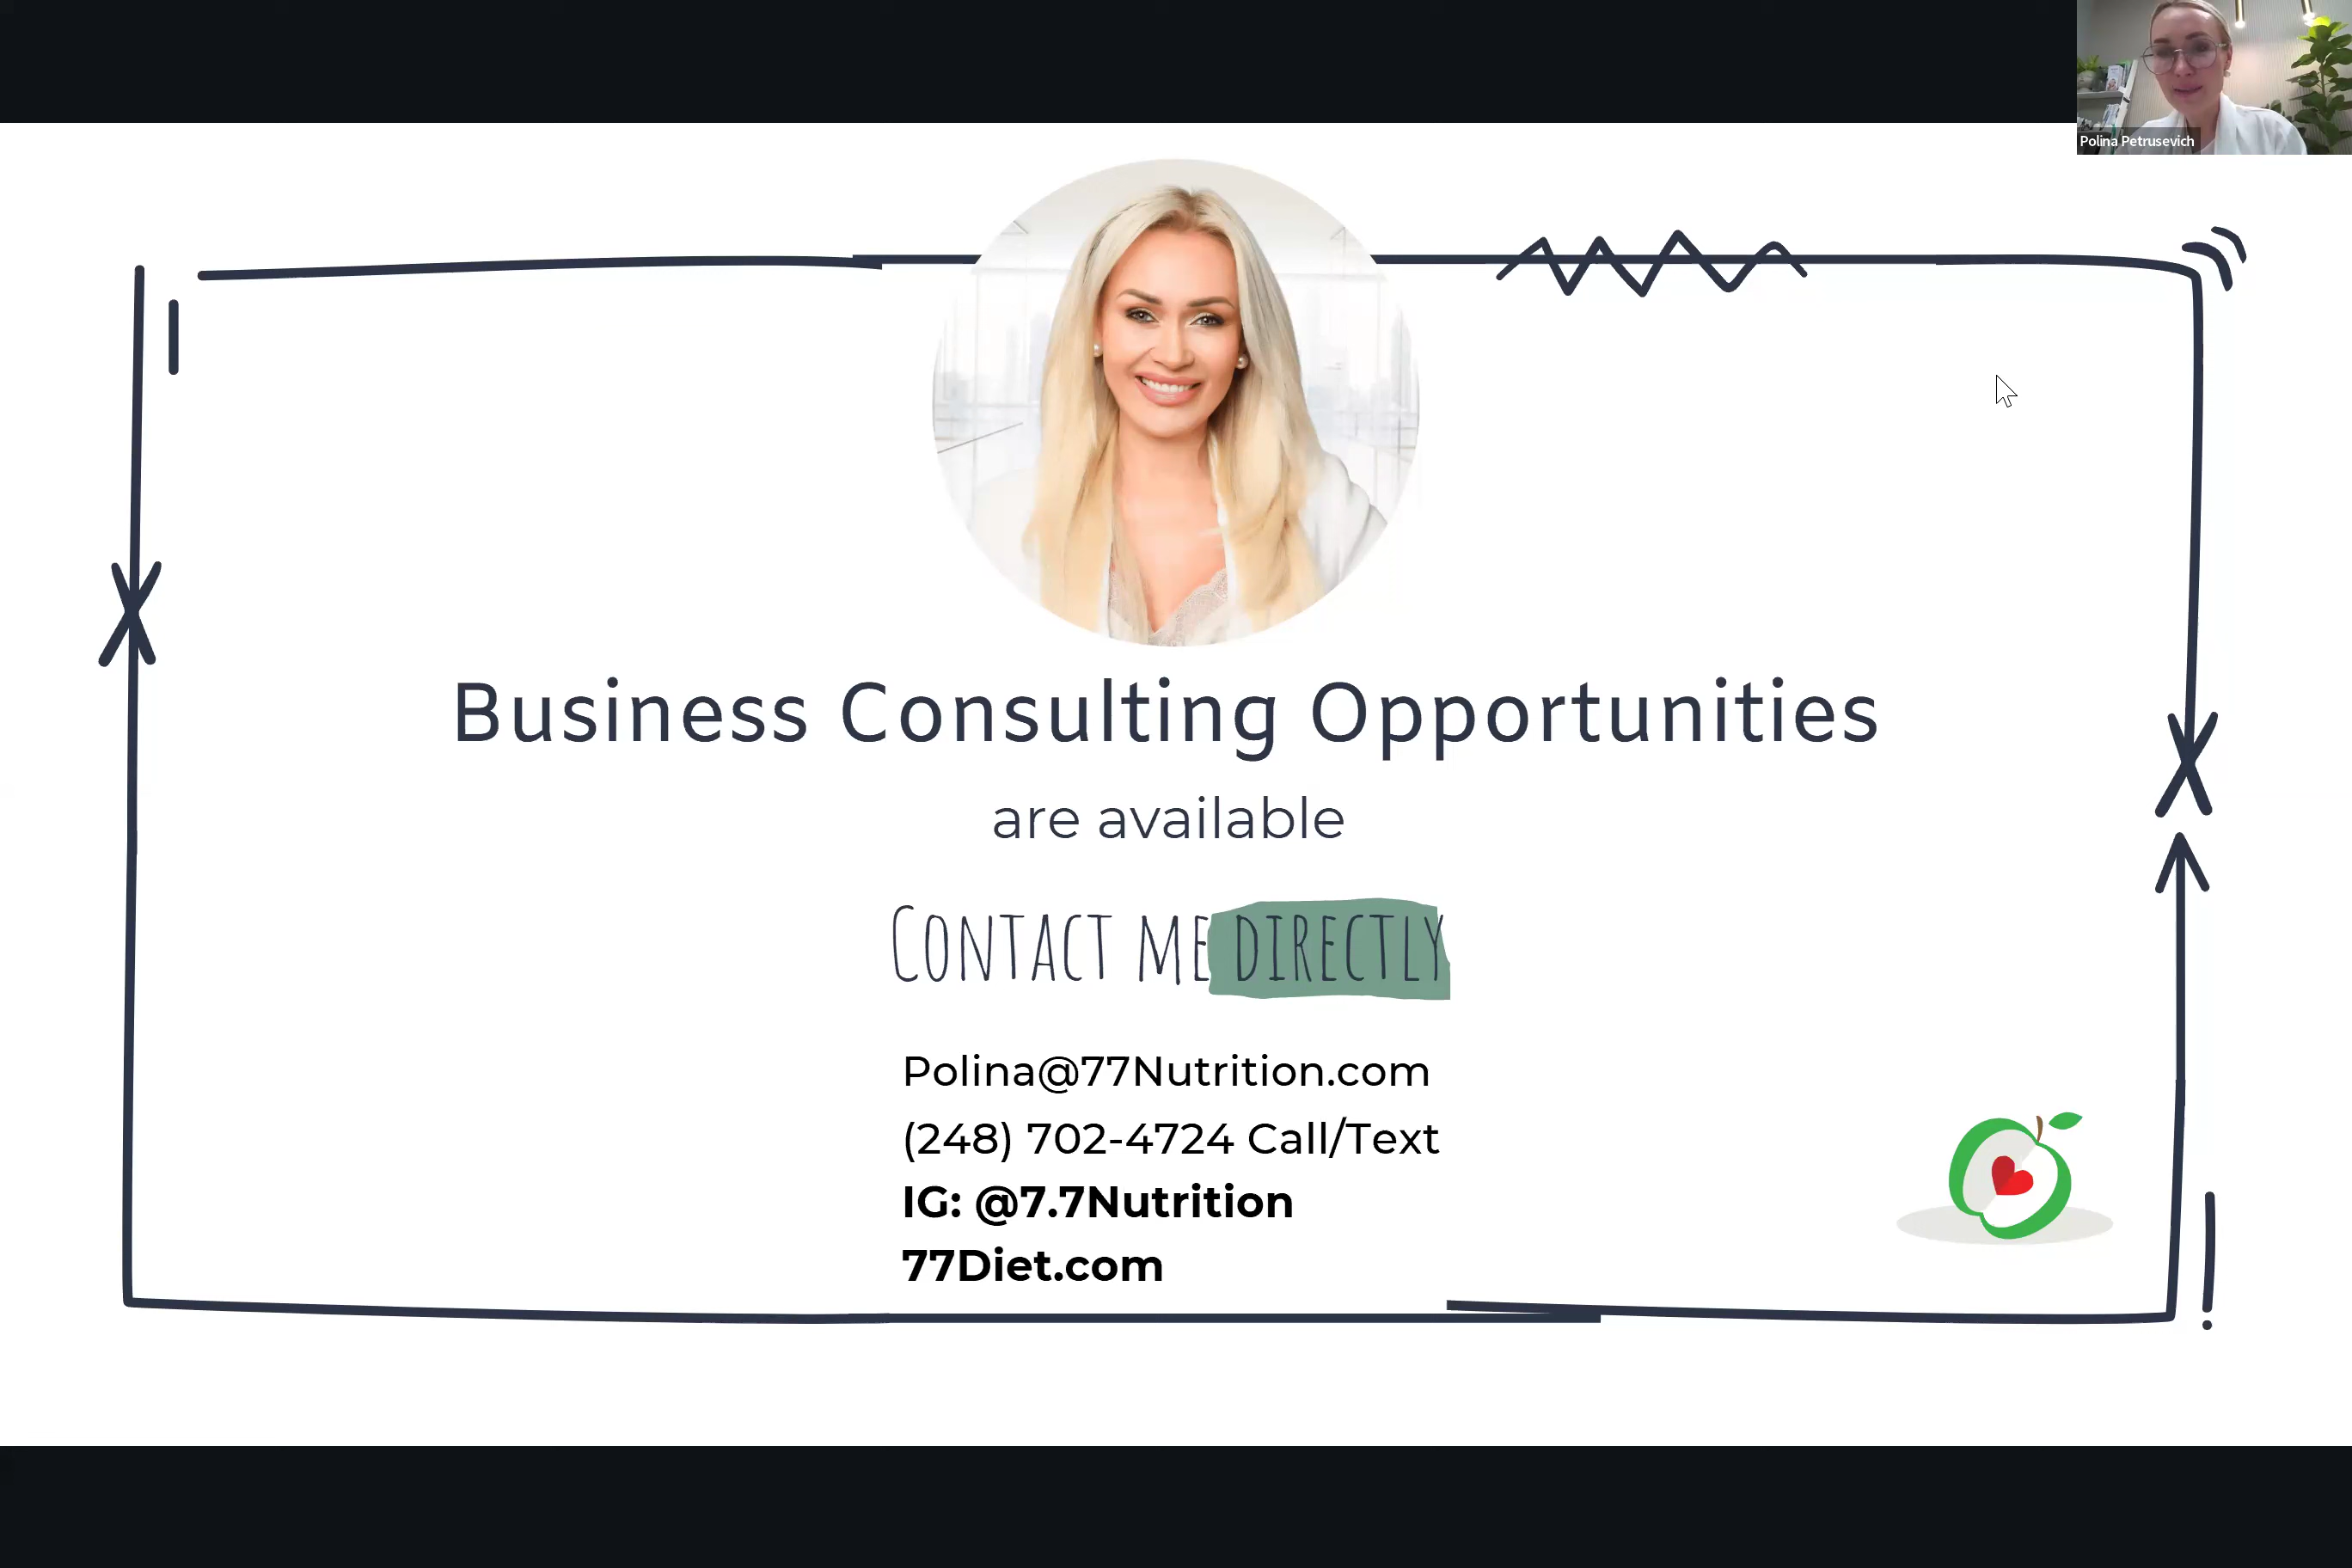 Polina Petrusevich
Business Consulting Opportunities
are available
Contact me directly
Polina@77Nutrition.com
(248) 702-4724 Call/Text
IG: @7.7Nutrition
77Diet.com